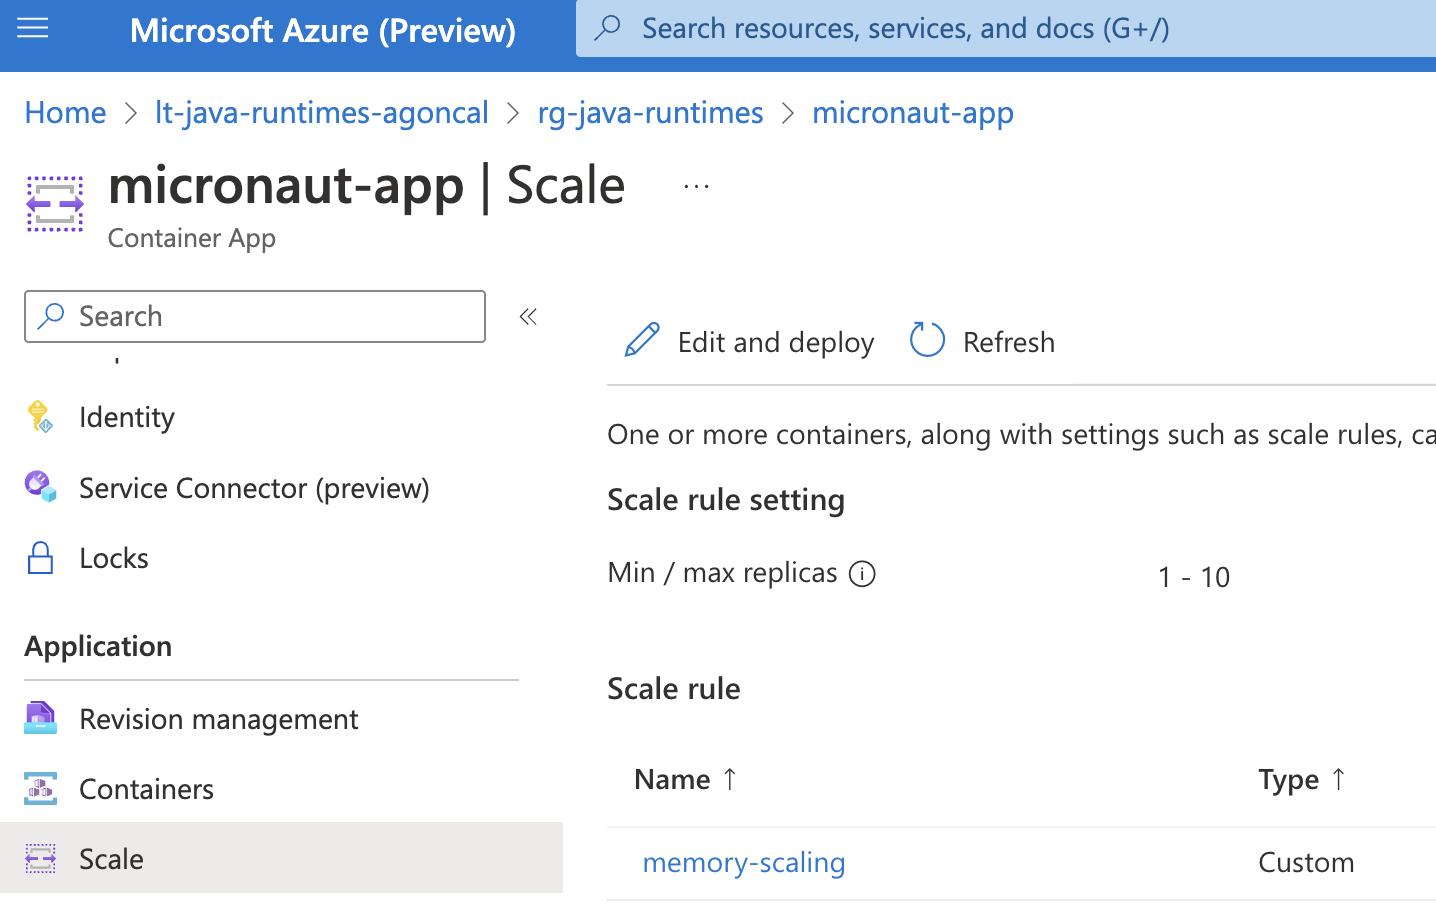 Microsoft Azure (Preview)
Search resources, services, and docs (G+/)
Home > lt-java-runtimes-agoncal > rg-java-runtimes > micronaut-app
micronaut-app | Scale ...
Container App
Search «
Identity
Service Connector (preview)
Locks
Application
Revision management
Containers
Scale
Edit and deploy
Refresh
One or more containers, along with settings such as scale rules, ca
Scale rule setting
Min / max replicas 1 - 10
Scale rule
Name ↑ Type ↑
memory-scaling Custom